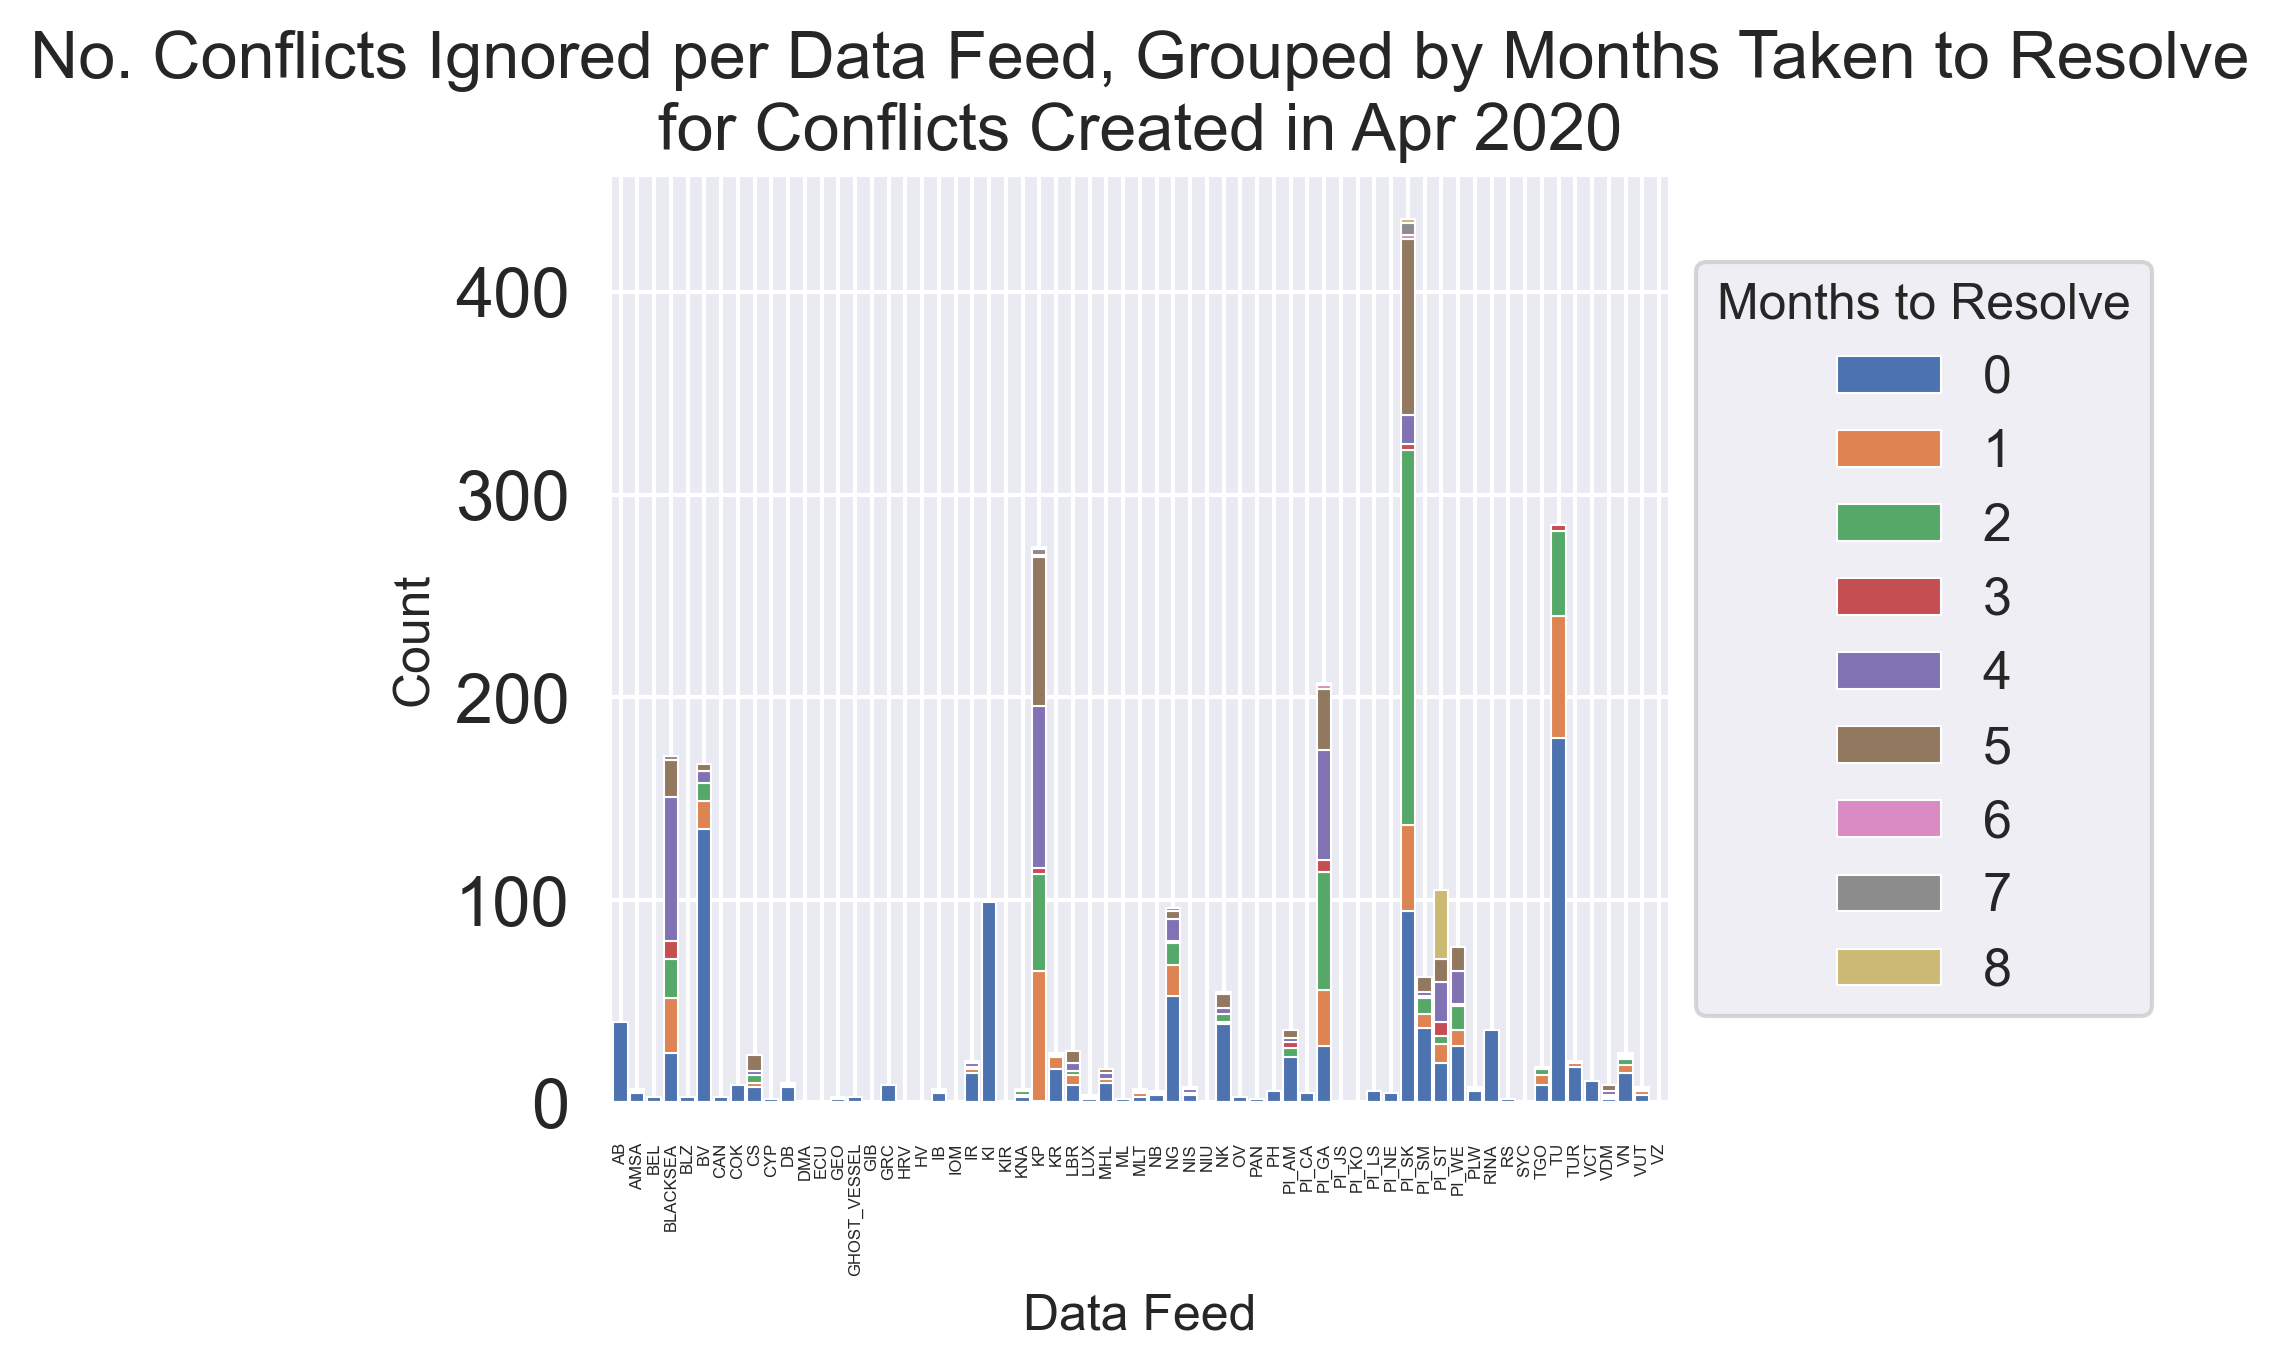 No. Conflicts Ignored per Data Feed, Grouped by Months Taken to Resolve
for Conflicts Created in Apr 2020
Count
400
300
200
100
0
Months to Resolve
0
1
2
3
4
5
6
7
8
AB
AMSA
BEL
BLACKSEA
BLZ
BV
CAN
COK
CS
CYP
DB
DMA
ECU
GEO
GHOST_VESSEL
GIB
GRC
HRV
HV
IB
IOM
IR
KI
KIR
KNA
KP
KR
LBR
LUX
MHL
ML
MLT
NB
NG
NIS
NIU
NK
OV
PAN
PH
PI_AM
PI_CA
PI_GA
PI_JS
PI_KO
PI_LS
PI_NE
PI_SK
PI_SM
PI_ST
PI_WE
PLW
RINA
RS
SYC
TGO
TU
TUR
VCT
VDM
VN
VUT
VZ
Data Feed